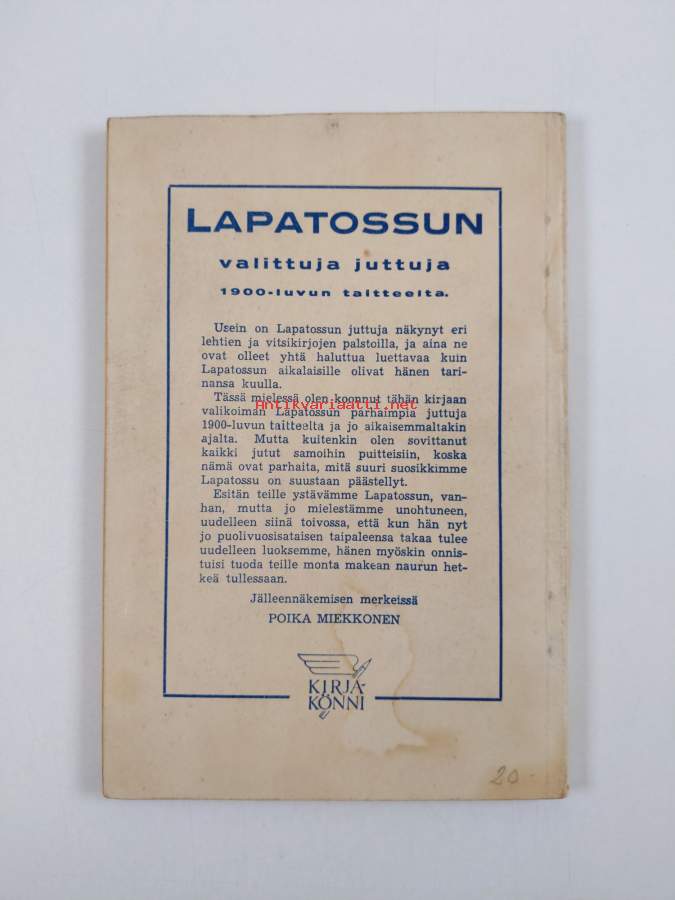 LAPATOSSUN
valittuja juttuja
1900-luvun taitteelta.
Usein on Lapatossun juttuja näkynyt eri
lehtien ja vitsikirjojen palstoilla, ja aina ne
ovat olleet yhtä haluttua luettavaa kuin
Lapatossun aikalaisille olivat hänen tari-
nansa kuulla.
Tässä mielessä olen koonnut tähän kirjaan
valikoiman Lapatossun parhaimpia juttuja
Antikvariaatti.net
1900-luvun taitteelta ja jo aikaisemmaltakin
ajalta. Mutta kuitenkin olen sovittanut
kaikki jutut samoihin puitteisiin, koska
nämä ovat parhaita, mitä suuri suosikkimme
Lapatossu on suustaan päästellyt.
Esitän teille ystävämme Lapatossun, van-
han, mutta jo mielestämme unohtuneen,
uudelleen siinä toivossa, että kun hän nyt
jo puolivuosisataisen taipaleensa takaa tulee
uudelleen luoksemme, hänen myöskin onnis-
tuisi tuoda teille monta makean naurun het-
keä tullessaan.
Jälleennäkemisen merkeissä
POIKA MIEKKONEN
KIRJA-
KÖNNI
20-